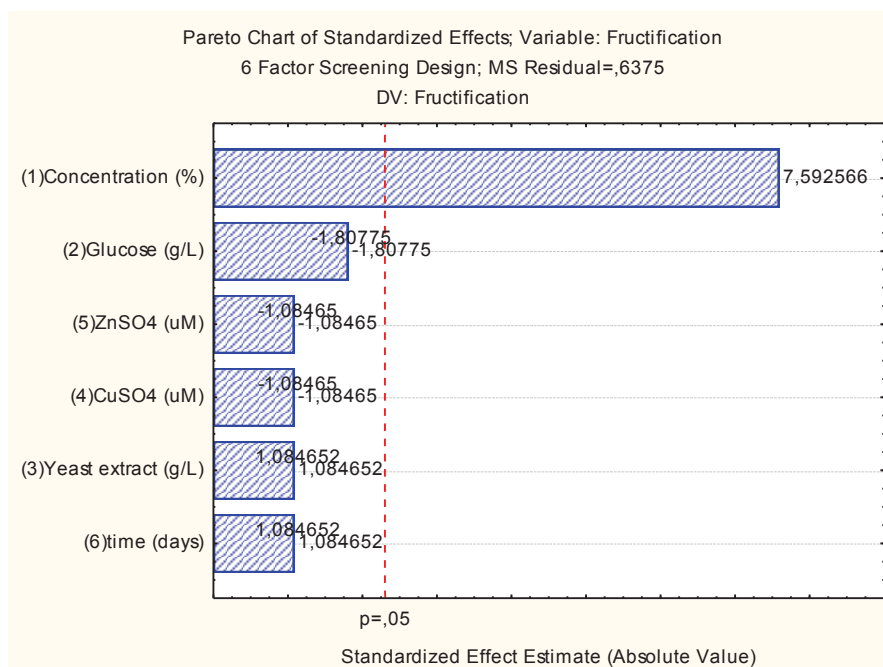 Pareto Chart of Standardized Effects; Variable: Fructification
6 Factor Screening Design; MS Residual=,6375
DV: Fructification
(1)Concentration (%)
7,592566
(2)Glucose (g/L)
-1,80775
-1,80775
(5)ZnSO4 (uM)
-1,08465
-1,08465
(4)CuSO4 (uM)
-1,08465
-1,08465
(3)Yeast extract (g/L)
1,084652
1,084652
(6)time (days)
1,084652
1,084652
p=,05
Standardized Effect Estimate (Absolute Value)